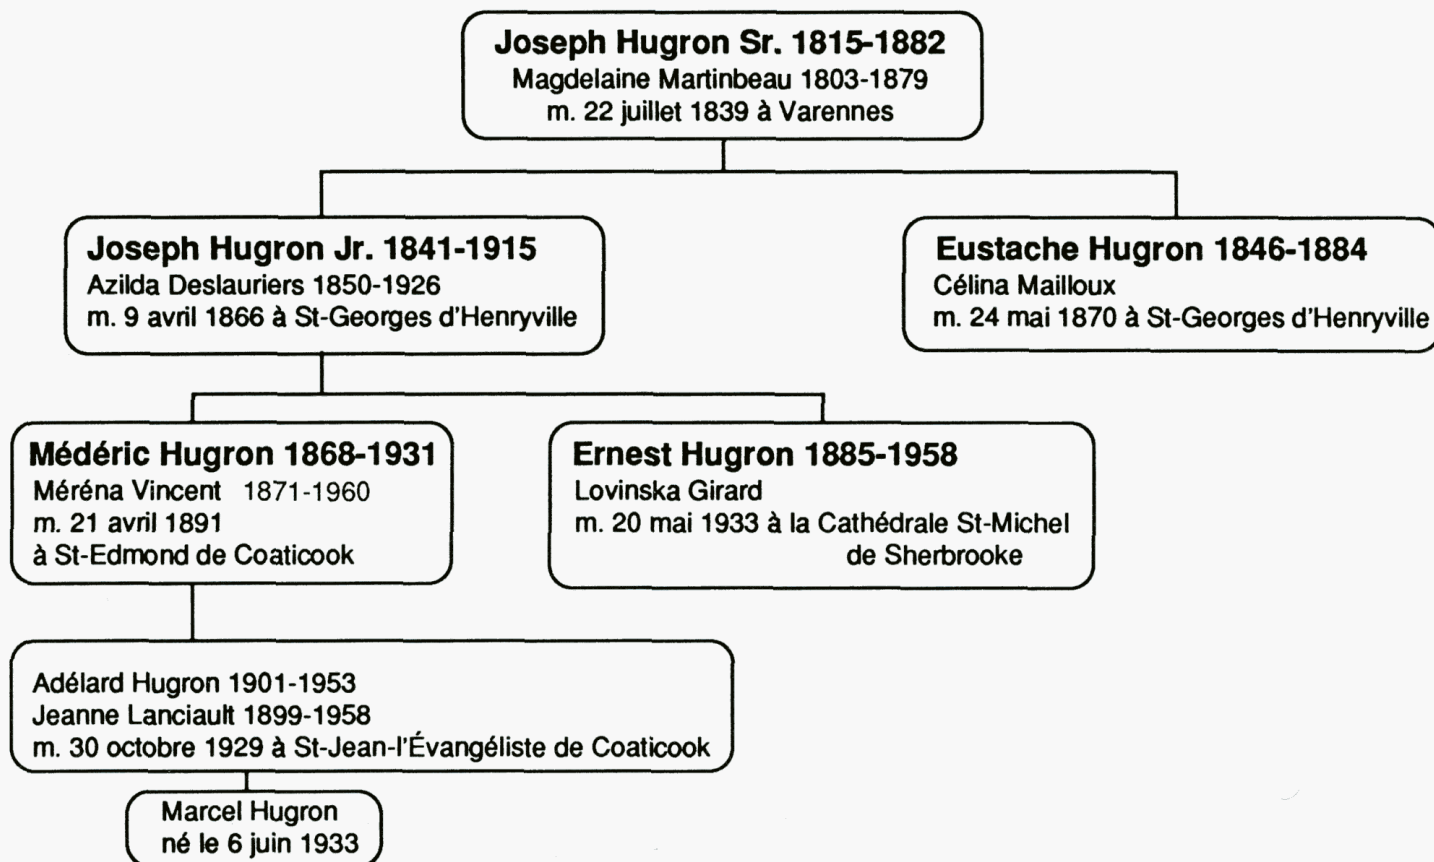 Joseph Hugron Sr. 1815-1882
Magdelaine Martinbeau 1803-1879
m. 22 juillet 1839 à Varennes
Joseph Hugron Jr. 1841-1915
Azilda Deslauriers 1850-1926
m. 9 avril 1866 à St-Georges d'Henryville
Eustache Hugron 1846-1884
Célina Mailloux
m. 24 mai 1870 à St-Georges d'Henryville
Médéric Hugron 1868-1931
Méréna Vincent 1871-1960
m. 21 avril 1891
à St-Edmond de Coaticook
Ernest Hugron 1885-1958
Lovinska Girard
m. 20 mai 1933 à la Cathédrale St-Michel
de Sherbrooke
Adélard Hugron 1901-1953
Jeanne Lanciault 1899-1958
m. 30 octobre 1929 à St-Jean-l'Évangéliste de Coaticook
Marcel Hugron
né le 6 juin 1933